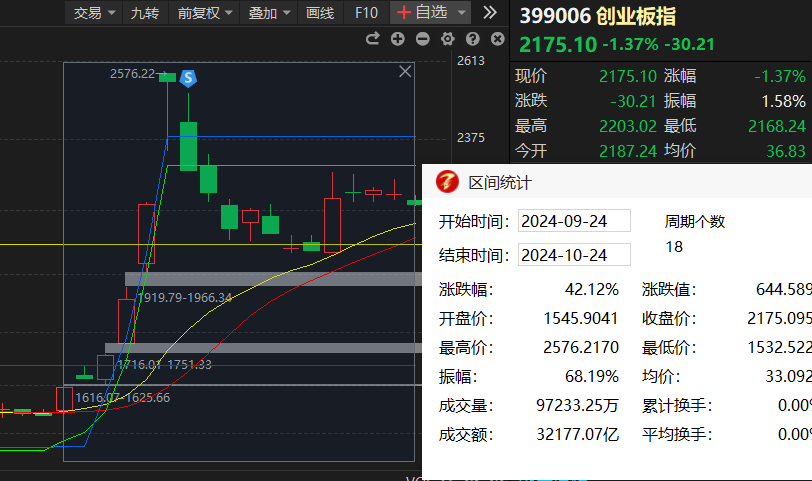 交易 九转 前复权 叠加 画线 F10 +自选
399006 创业板指
2175.10 -1.37% -30.21
现价 2175.10 涨幅 -1.37%
涨跌 -30.21 振幅 1.58%
最高 2203.02 最低 2168.24
今开 2187.24 均价 36.83
2613
2576.22
S
2375
1919.79-1966.34
1716.01-1751.33
1616.07-1625.66
区间统计
开始时间: 2024-09-24 周期个数
18
结束时间: 2024-10-24
涨跌幅: 42.12% 涨跌值: 644.589
开盘价: 1545.9041 收盘价: 2175.095
最高价: 2576.2170 最低价: 1532.522
振幅: 68.19% 均价: 33.092
成交量: 97233.25万 累计换手: 0.00%
成交额: 32177.07亿 平均换手: 0.00%